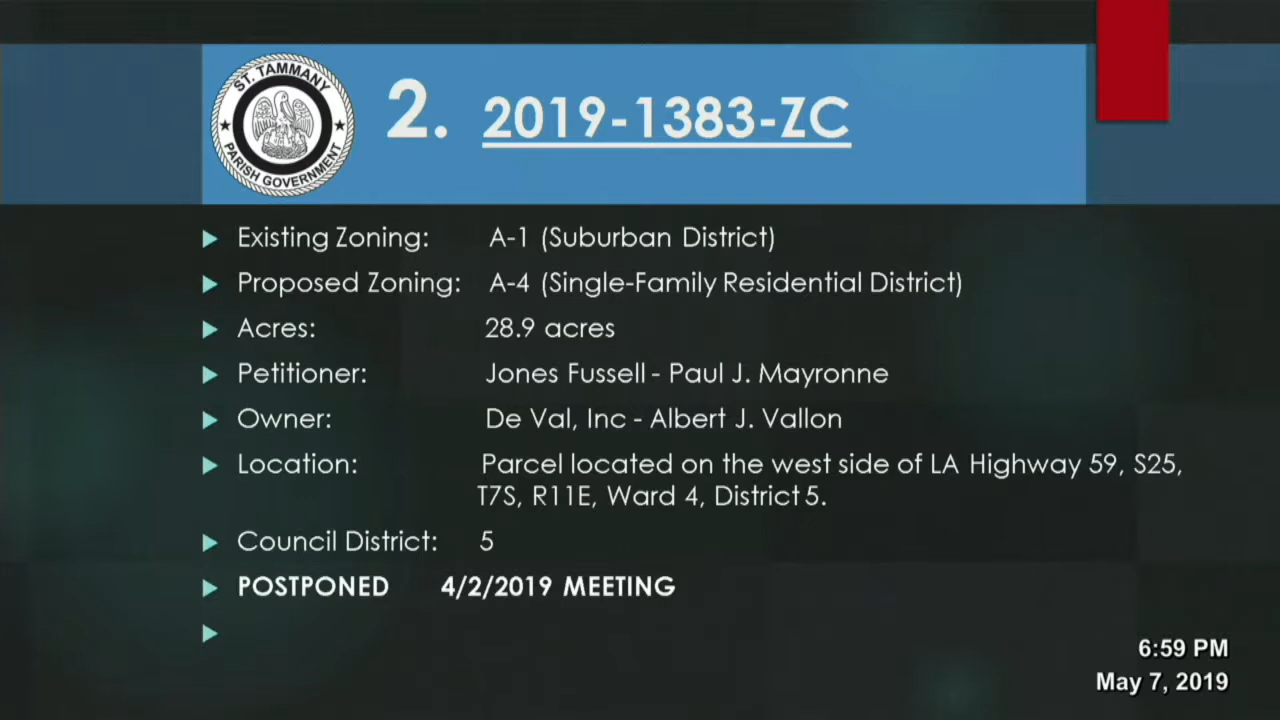 ST. TAMMANY
PARISH GOVERNMENT
2. 2019-1383-ZC
Existing Zoning: A-1 (Suburban District)
Proposed Zoning: A-4 (Single-Family Residential District)
Acres: 28.9 acres
Petitioner: Jones Fussell - Paul J. Mayronne
Owner: De Val, Inc - Albert J. Vallon
Location: Parcel located on the west side of LA Highway 59, S25,
T7S, R11E, Ward 4, District 5.
Council District: 5
POSTPONED 4/2/2019 MEETING
6:59 PM
May 7, 2019